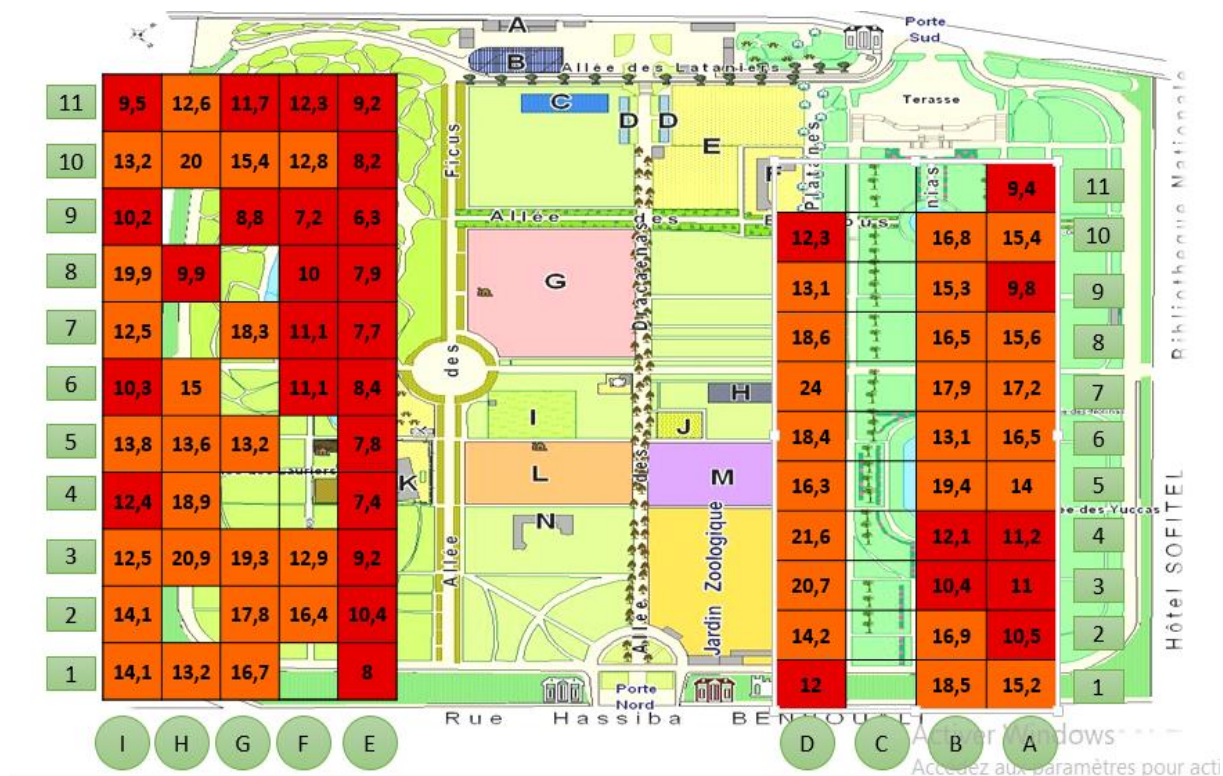 A
B
Allée des Lataniers
Porte
Sud
Terasse
C
D
D
E
F
Ficus
Platanes
nias
Allée des E
ous
Bibliotheque Nationale
11 9,5 12,6 11,7 12,3 9,2
10 13,2 20 15,4 12,8 8,2
9 10,2 8,8 7,2 6,3
8 19,9 9,9 10 7,9
7 12,5 18,3 11,1 7,7
6 10,3 15 11,1 8,4
5 13,8 13,6 13,2 7,8
4 12,4 18,9 7,4
3 12,5 20,9 19,3 12,9 9,2
2 14,1 17,8 16,4 10,4
1 14,1 13,2 16,7 8
I H G F E
G
des Dracaenas
des
H
I
J
des Lauriers
K
L
M
N
des
Allée
Allée
Jardin Zoologique
9,4 11
12,3 16,8 15,4 10
13,1 15,3 9,8 9
18,6 16,5 15,6 8
24 17,9 17,2 7
18,4 13,1 16,5 6
16,3 19,4 14 5
21,6 12,1 11,2 4
20,7 10,4 11 3
14,2 16,9 10,5 2
12 18,5 15,2 1
D C B A
ée des Yuccas
Hôtel SOFITEL
Porte
Nord
Rue Hassiba BENBOUALI
Activer Windows
Accédez aux paramètres pour acti